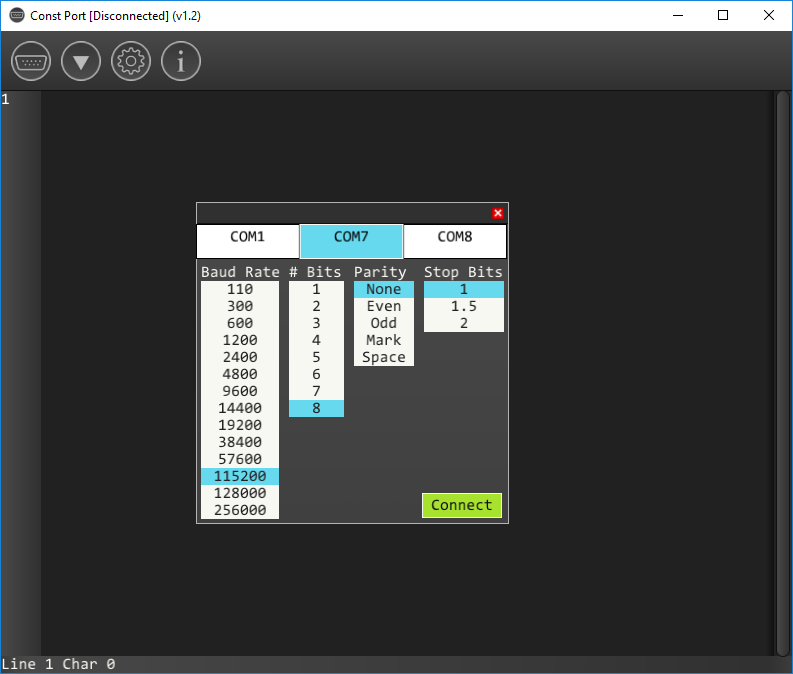 Const Port [Disconnected] (v1.2)
i
1
COM1 COM7 COM8
Baud Rate # Bits Parity Stop Bits
110 1 None 1
300 2 Even 1.5
600 3 Odd 2
1200 4 Mark
2400 5 Space
4800 6
9600 7
14400 8
19200
38400
57600
115200
128000
256000
Connect
Line 1 Char 0